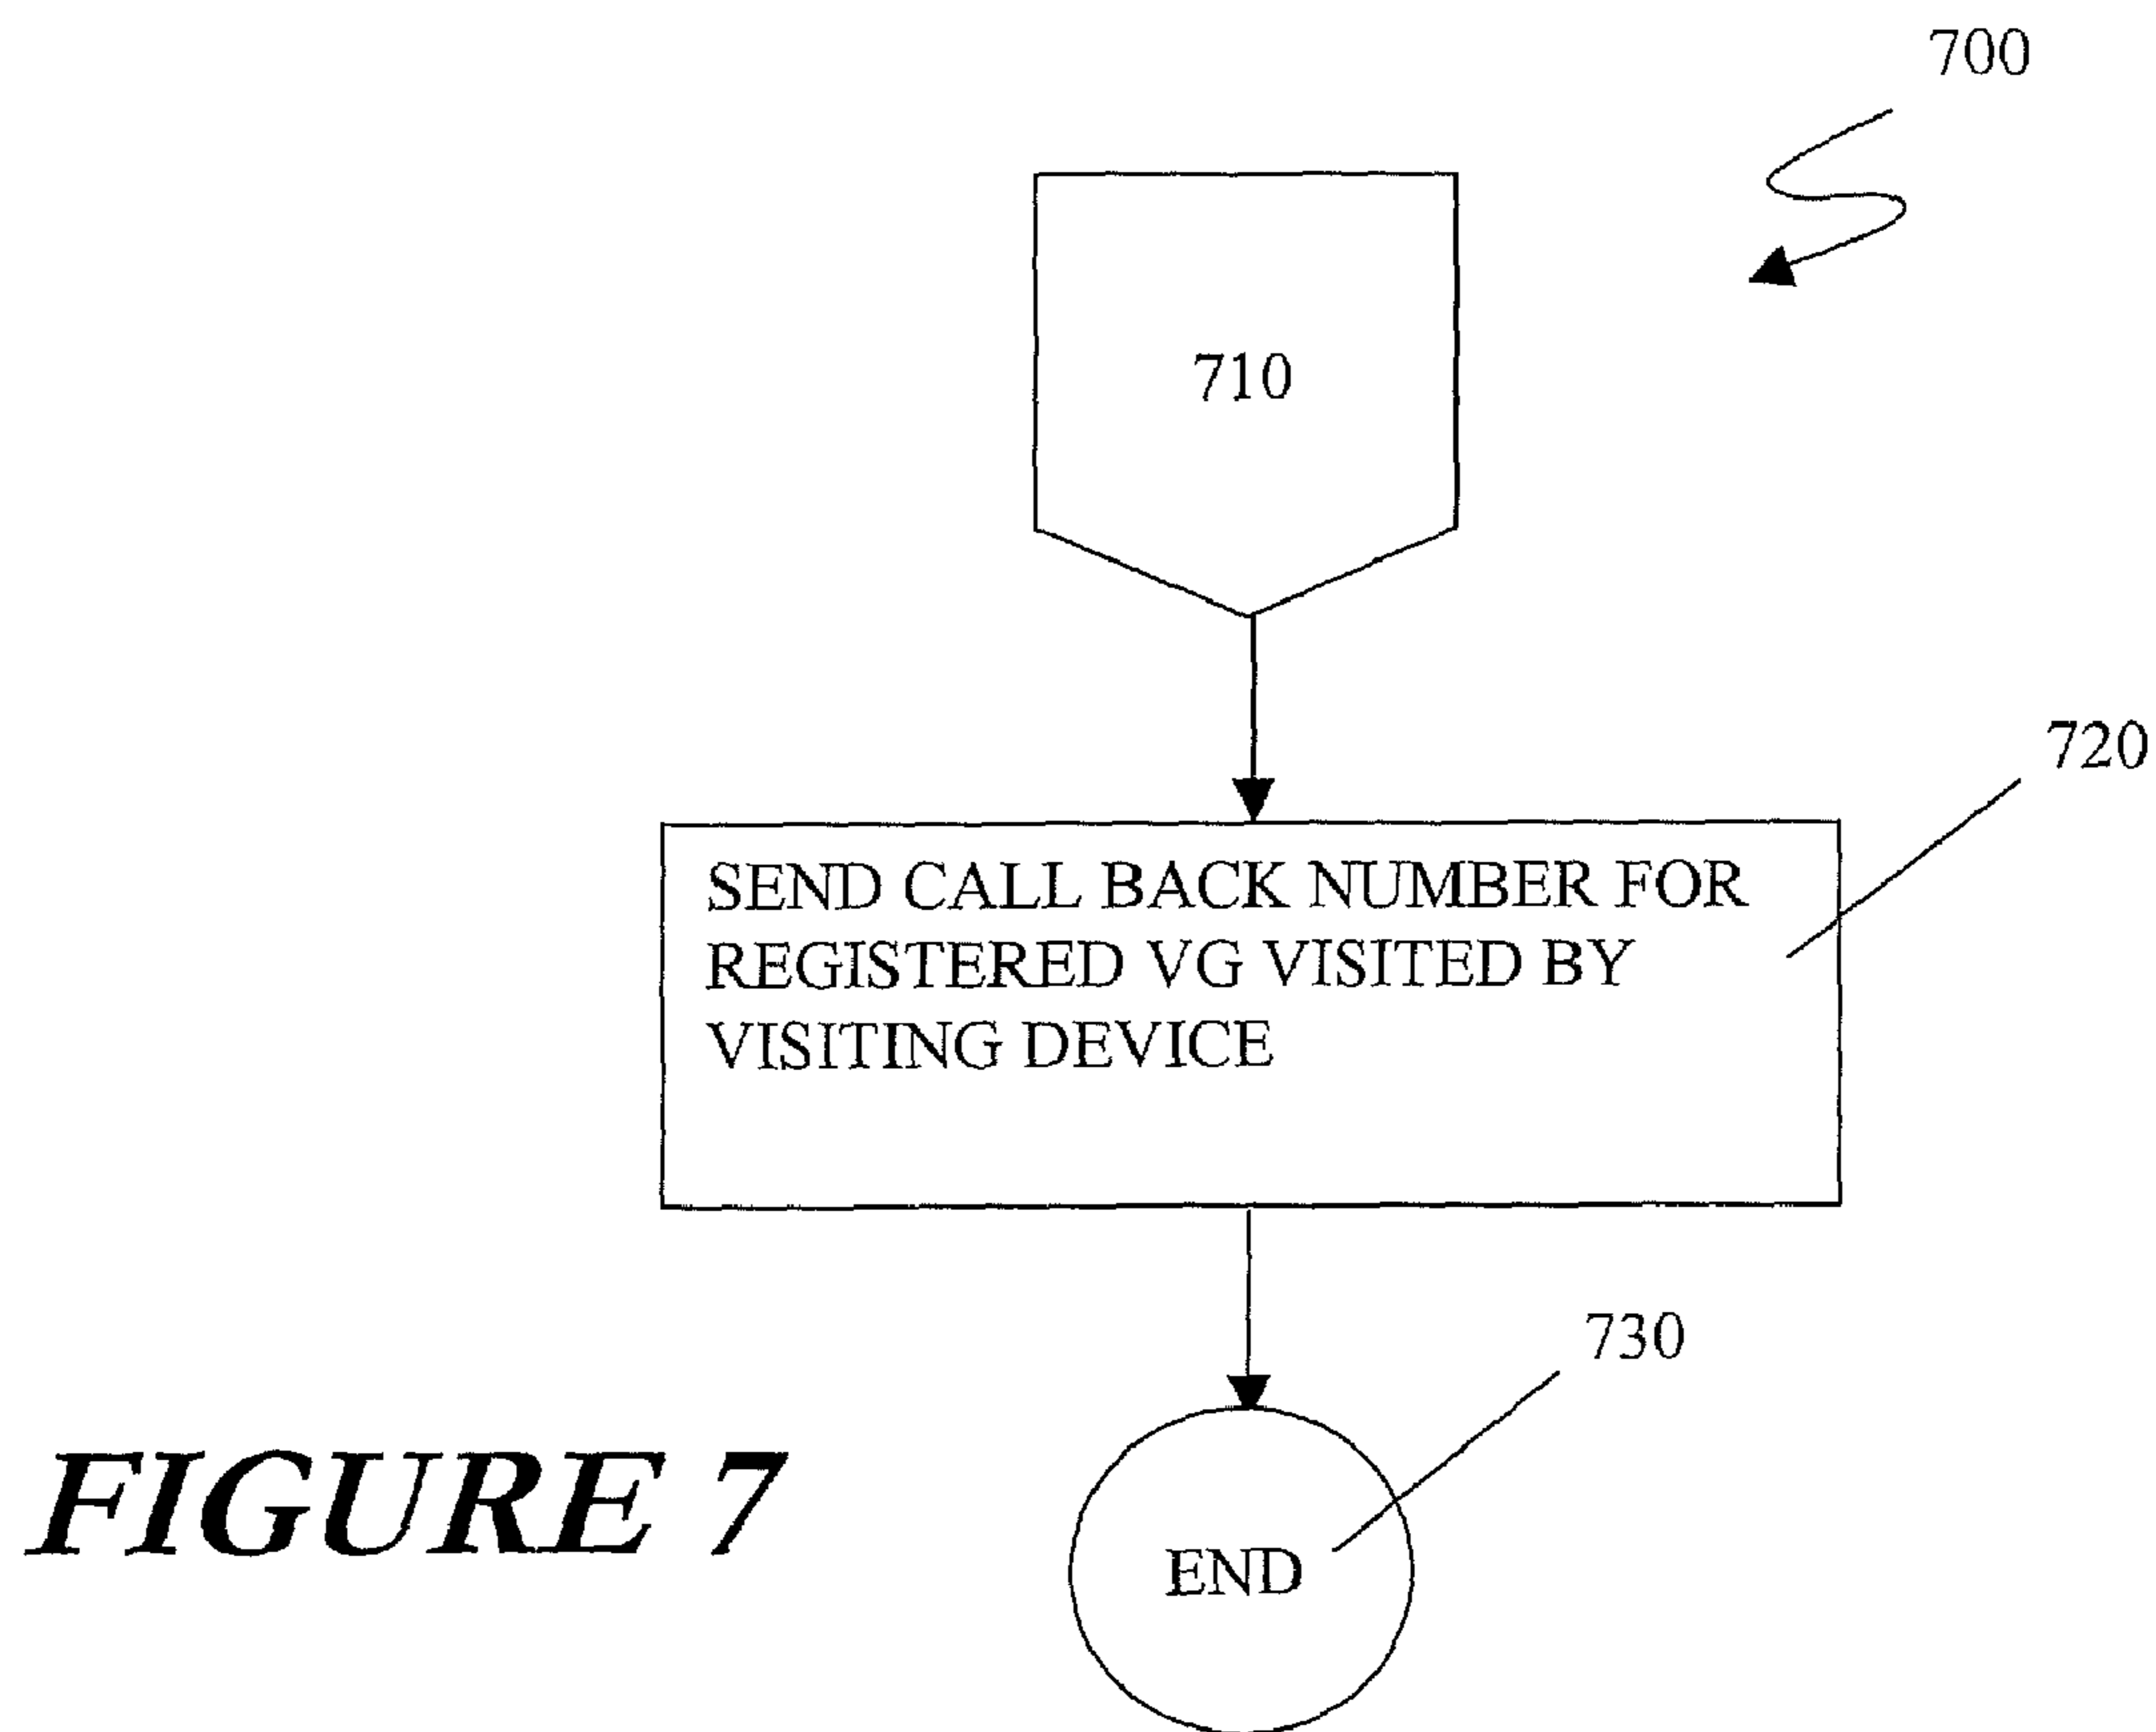 700
710
720
SEND CALL BACK NUMBER FOR
REGISTERED VG VISITED BY
VISITING DEVICE
730
END
FIGURE 7